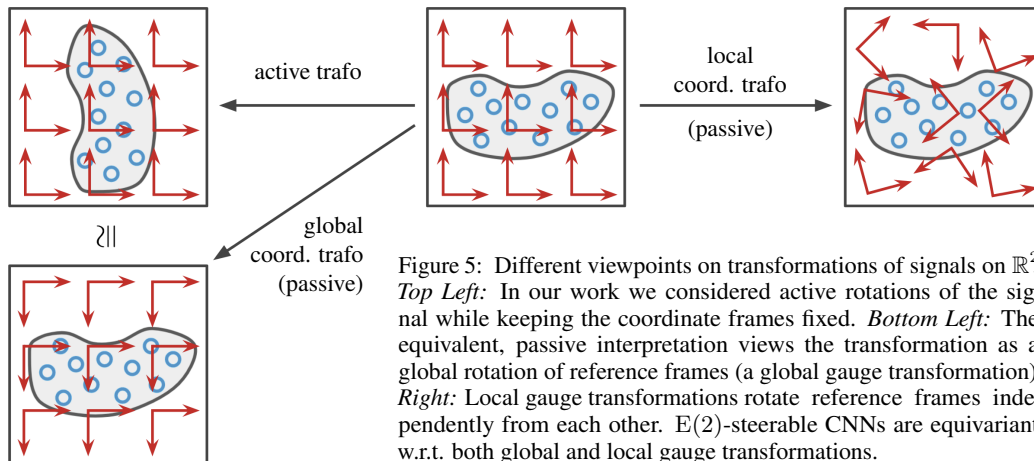 active trafo
local
coord. trafo
(passive)
≅
global
coord. trafo
(passive)
Figure 5: Different viewpoints on transformations of signals on ℝ²
Top Left: In our work we considered active rotations of the sig-
nal while keeping the coordinate frames fixed. Bottom Left: The
equivalent, passive interpretation views the transformation as a
global rotation of reference frames (a global gauge transformation)
Right: Local gauge transformations rotate reference frames inde-
pendently from each other. E(2)-steerable CNNs are equivariant
w.r.t. both global and local gauge transformations.